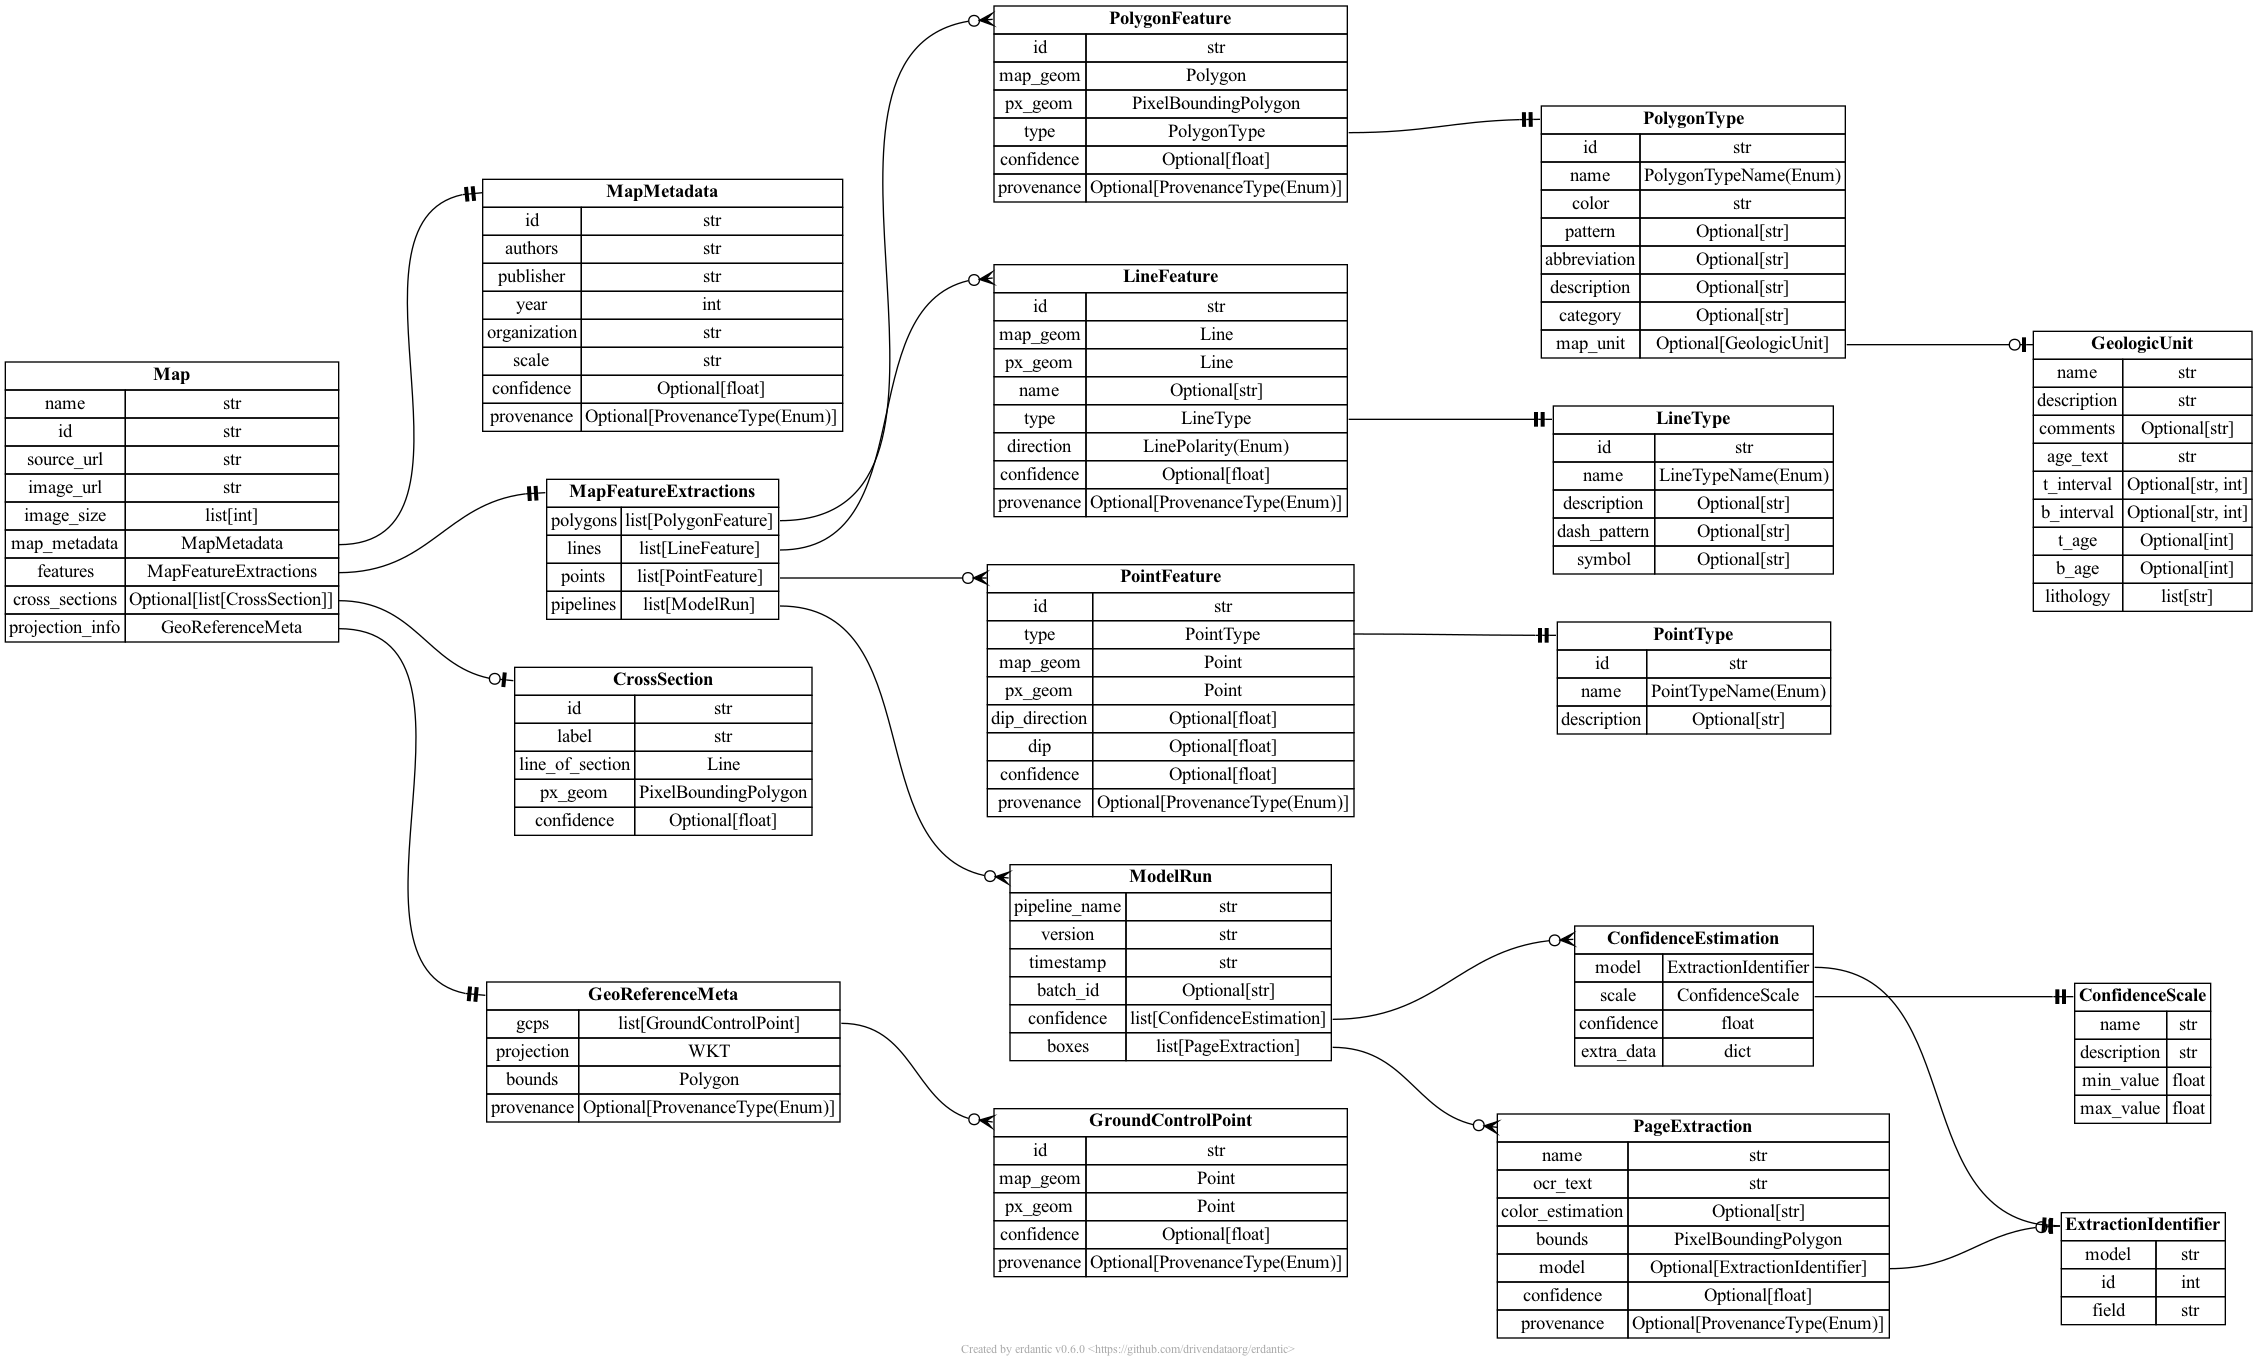 Map
name str
id str
source_url str
image_url str
image_size list[int]
map_metadata MapMetadata
features MapFeatureExtractions
cross_sections Optional[list[CrossSection]]
projection_info GeoReferenceMeta
MapMetadata
id str
authors str
publisher str
year int
organization str
scale str
confidence Optional[float]
provenance Optional[ProvenanceType(Enum)]
MapFeatureExtractions
polygons list[PolygonFeature]
lines list[LineFeature]
points list[PointFeature]
pipelines list[ModelRun]
CrossSection
id str
label str
line_of_section Line
px_geom PixelBoundingPolygon
confidence Optional[float]
GeoReferenceMeta
gcps list[GroundControlPoint]
projection WKT
bounds Polygon
provenance Optional[ProvenanceType(Enum)]
PolygonFeature
id str
map_geom Polygon
px_geom PixelBoundingPolygon
type PolygonType
confidence Optional[float]
provenance Optional[ProvenanceType(Enum)]
LineFeature
id str
map_geom Line
px_geom Line
name Optional[str]
type LineType
direction LinePolarity(Enum)
confidence Optional[float]
provenance Optional[ProvenanceType(Enum)]
PointFeature
id str
type PointType
map_geom Point
px_geom Point
dip_direction Optional[float]
dip Optional[float]
confidence Optional[float]
provenance Optional[ProvenanceType(Enum)]
ModelRun
pipeline_name str
version str
timestamp str
batch_id Optional[str]
confidence list[ConfidenceEstimation]
boxes list[PageExtraction]
GroundControlPoint
id str
map_geom Point
px_geom Point
confidence Optional[float]
provenance Optional[ProvenanceType(Enum)]
PolygonType
id str
name PolygonTypeName(Enum)
color str
pattern Optional[str]
abbreviation Optional[str]
description Optional[str]
category Optional[str]
map_unit Optional[GeologicUnit]
LineType
id str
name LineTypeName(Enum)
description Optional[str]
dash_pattern Optional[str]
symbol Optional[str]
PointType
id str
name PointTypeName(Enum)
description Optional[str]
ConfidenceEstimation
model ExtractionIdentifier
scale ConfidenceScale
confidence float
extra_data dict
PageExtraction
name str
ocr_text str
color_estimation Optional[str]
bounds PixelBoundingPolygon
model Optional[ExtractionIdentifier]
confidence Optional[float]
provenance Optional[ProvenanceType(Enum)]
GeologicUnit
name str
description str
comments Optional[str]
age_text str
t_interval Optional[str, int]
b_interval Optional[str, int]
t_age Optional[int]
b_age Optional[int]
lithology list[str]
ConfidenceScale
name str
description str
min_value float
max_value float
ExtractionIdentifier
model str
id int
field str
Created by erdantic v0.6.0 <https://github.com/drivendataorg/erdantic>